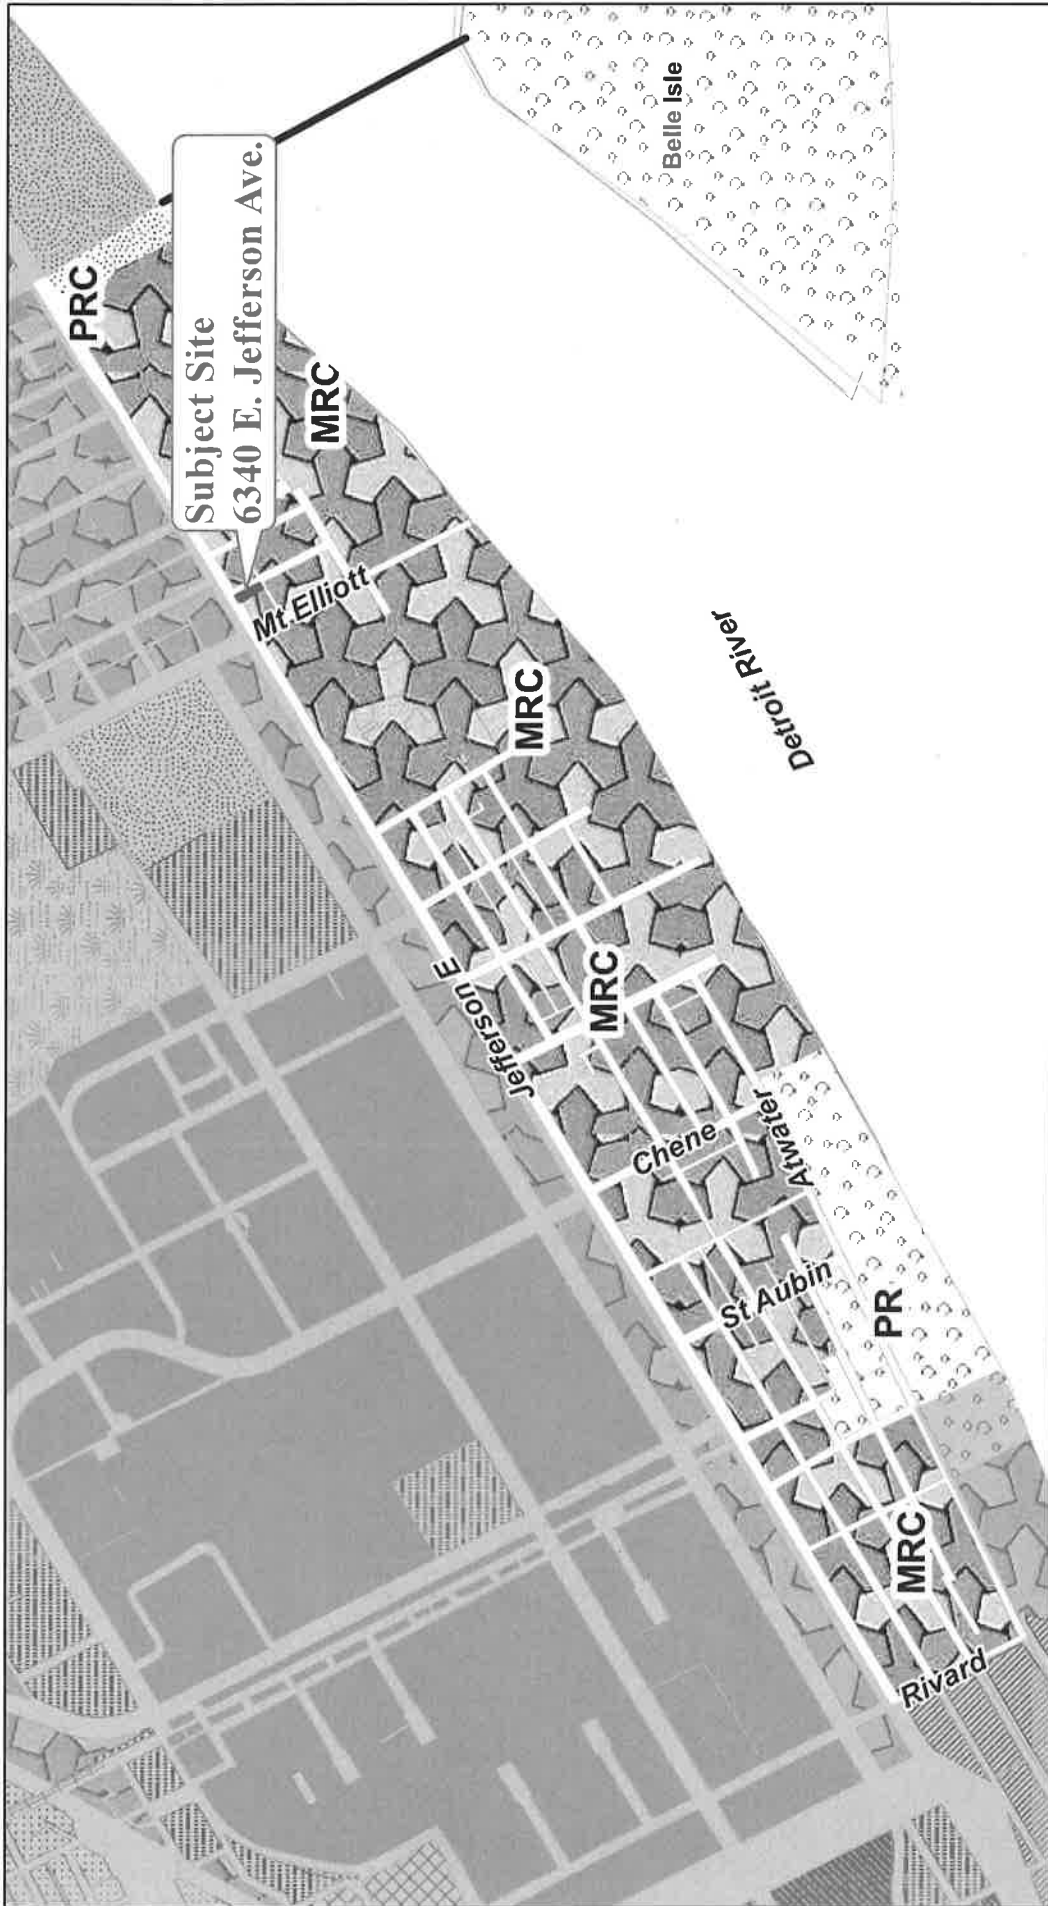 PRC
Subject Site
6340 E. Jefferson Ave.
MRC
Belle Isle
Mt.Elliott
MRC
Detroit River
Jefferson E
MRC
Chene
Atwater
St Aubin
PR
MRC
Rivard